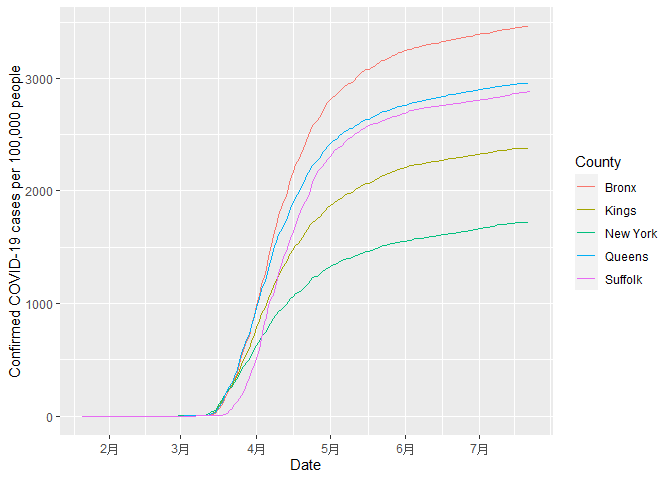 Confirmed COVID-19 cases per 100,000 people
3000
2000
1000
0
2月 3月 4月 5月 6月 7月
Date
County
Bronx
Kings
New York
Queens
Suffolk